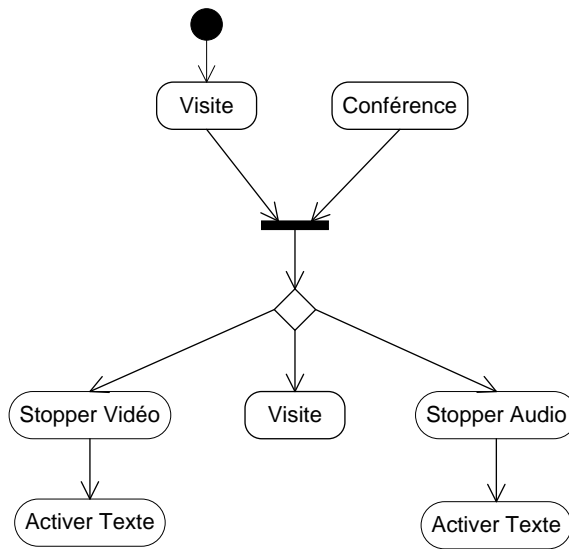 Visite
Conférence
Stopper Vidéo
Visite
Stopper Audio
Activer Texte
Activer Texte